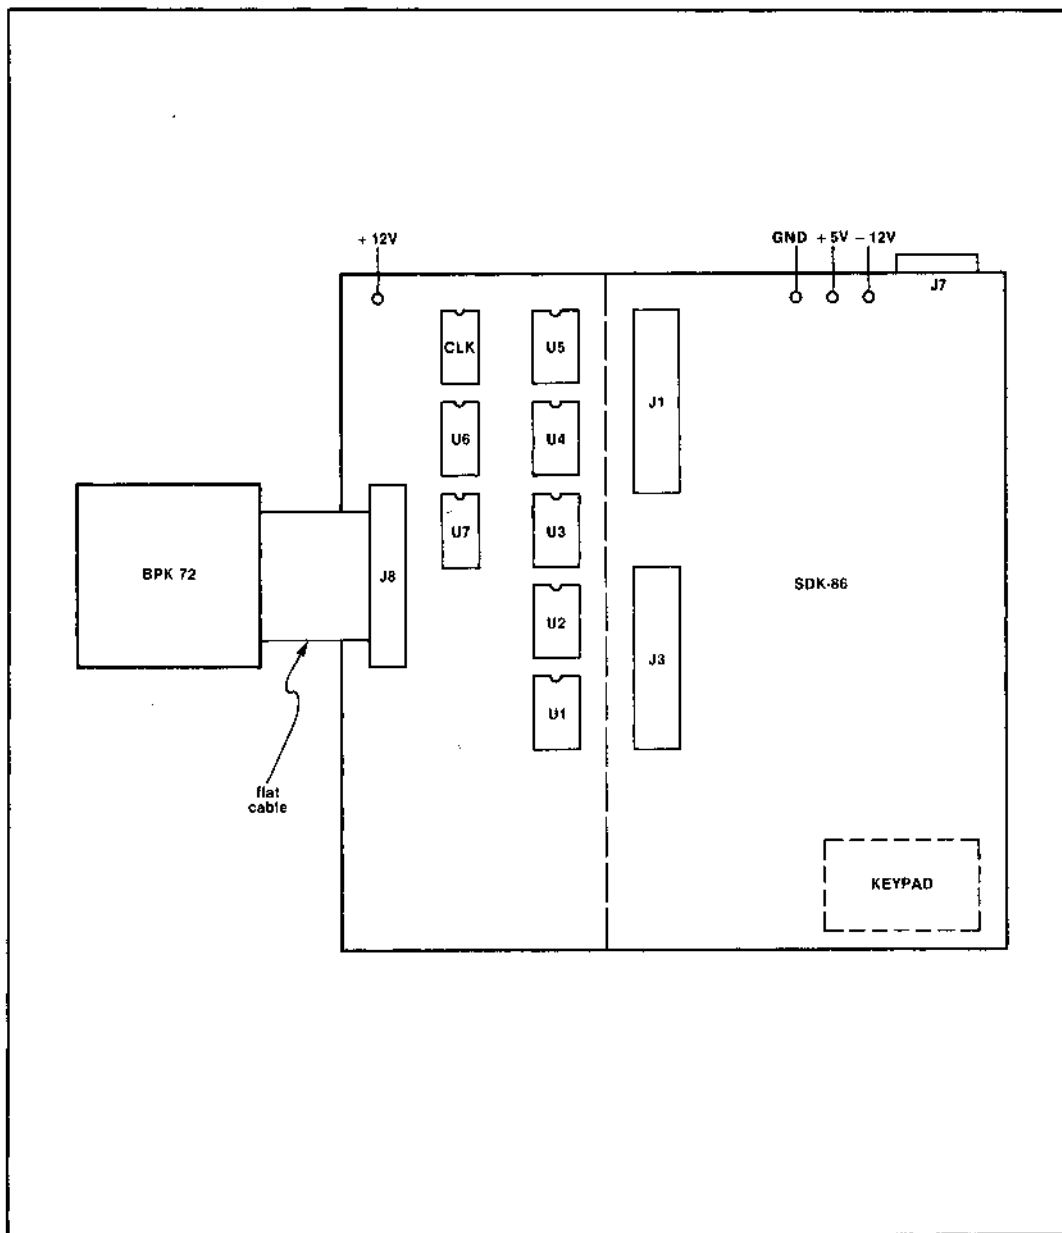 + 12V
GND + 5V – 12V
J7
CLK
U5
J1
U6
U4
U7
U3
BPK 72
J8
SDK-86
U2
J3
U1
flat
cable
KEYPAD